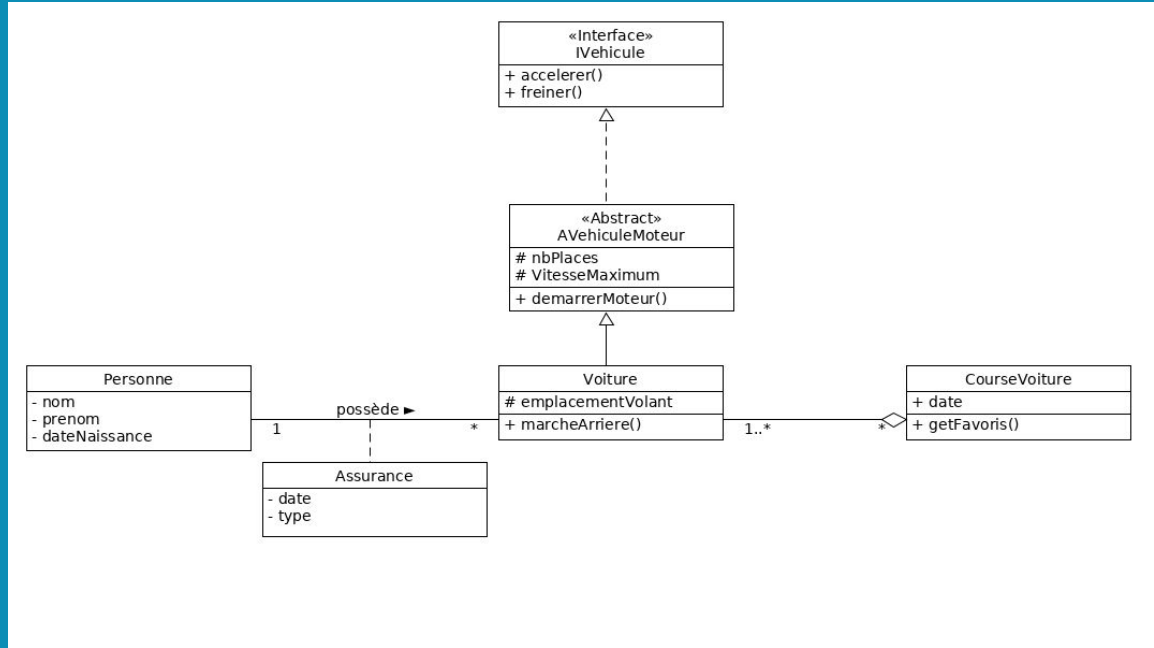 «Interface»
IVehicule
+ accelerer()
+ freiner()
«Abstract»
AVehiculeMoteur
# nbPlaces
# VitesseMaximum
+ demarrerMoteur()
Personne
- nom
- prenom
- dateNaissance
possède ►
1
*
Voiture
# emplacementVolant
+ marcheArriere()
1..*
*
CourseVoiture
+ date
+ getFavoris()
Assurance
- date
- type